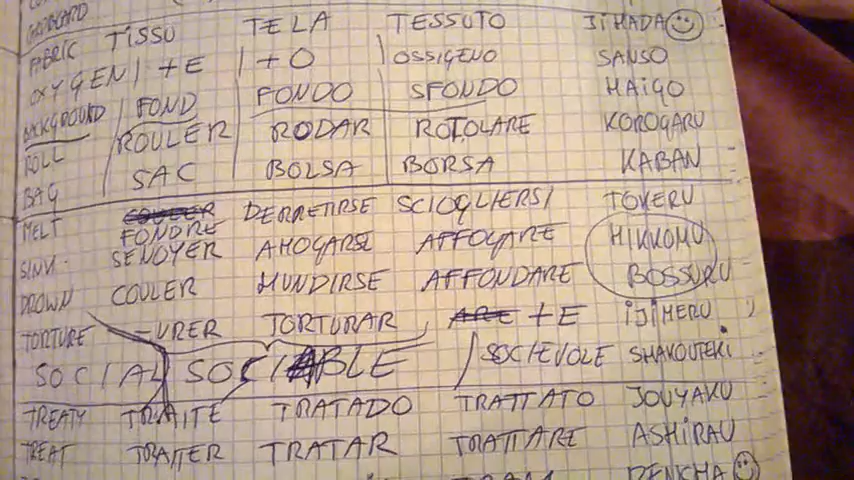 FABRIC TISSU TELA TESSUTO JIHADA
OXYGEN +E +O OSSIGENO SANSO
BACKGROUND FOND FONDO SFONDO HAIGO
ROLL ROULER RODAR ROTOLARE KOROGARU
BAG SAC BOLSA BORSA KABAN
MELT FONDRE DERRETIRSE SCIOGLIERSI TOKERU
SINK SENOYER AHOGARSE AFFOGARE HIKKOMU
DROWN COULER HUNDIRSE AFFONDARE BOSSURU
TORTURE -URER TORTURAR ARE +E IJIMERU
SOCIAL SOCIABLE SOCIEVOLE SHAKOUTEKI
TREATY TRAITE TRATADO TRATTATO JOUYAKU
TREAT TRAITER TRATAR TRATTARE ASHIRAU
DENCHA